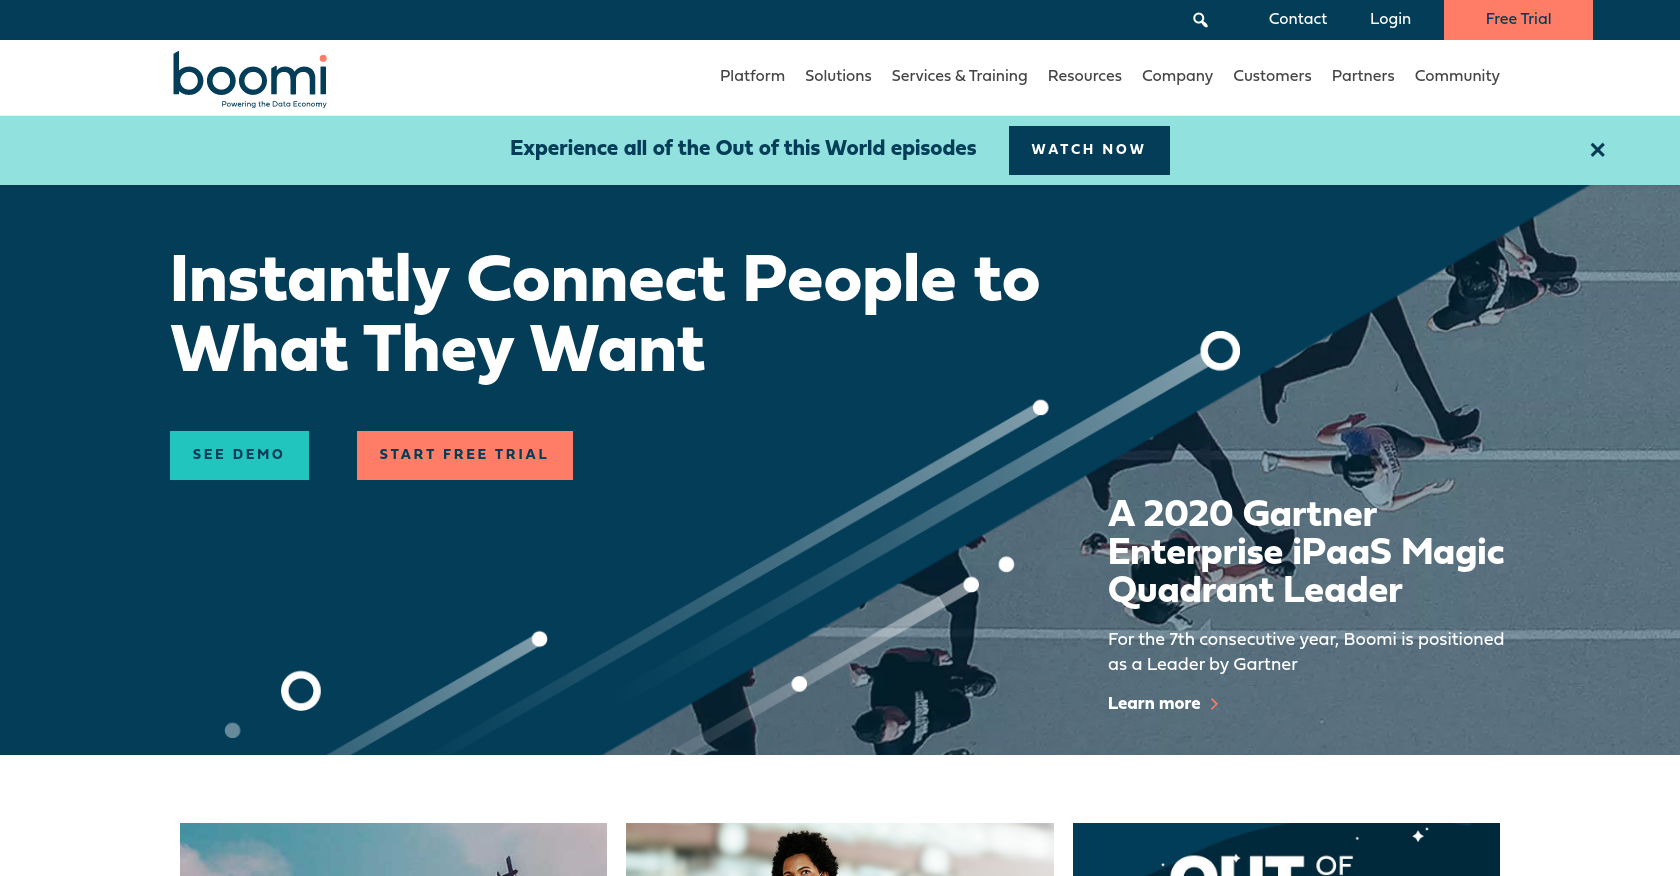 Contact
Login
Free Trial
boomi
Powering the Data Economy
Platform
Solutions
Services & Training
Resources
Company
Customers
Partners
Community
Experience all of the Out of this World episodes
WATCH NOW
Instantly Connect People to
What They Want
SEE DEMO
START FREE TRIAL
A 2020 Gartner
Enterprise iPaaS Magic
Quadrant Leader
For the 7th consecutive year, Boomi is positioned
as a Leader by Gartner
Learn more
OUT OF